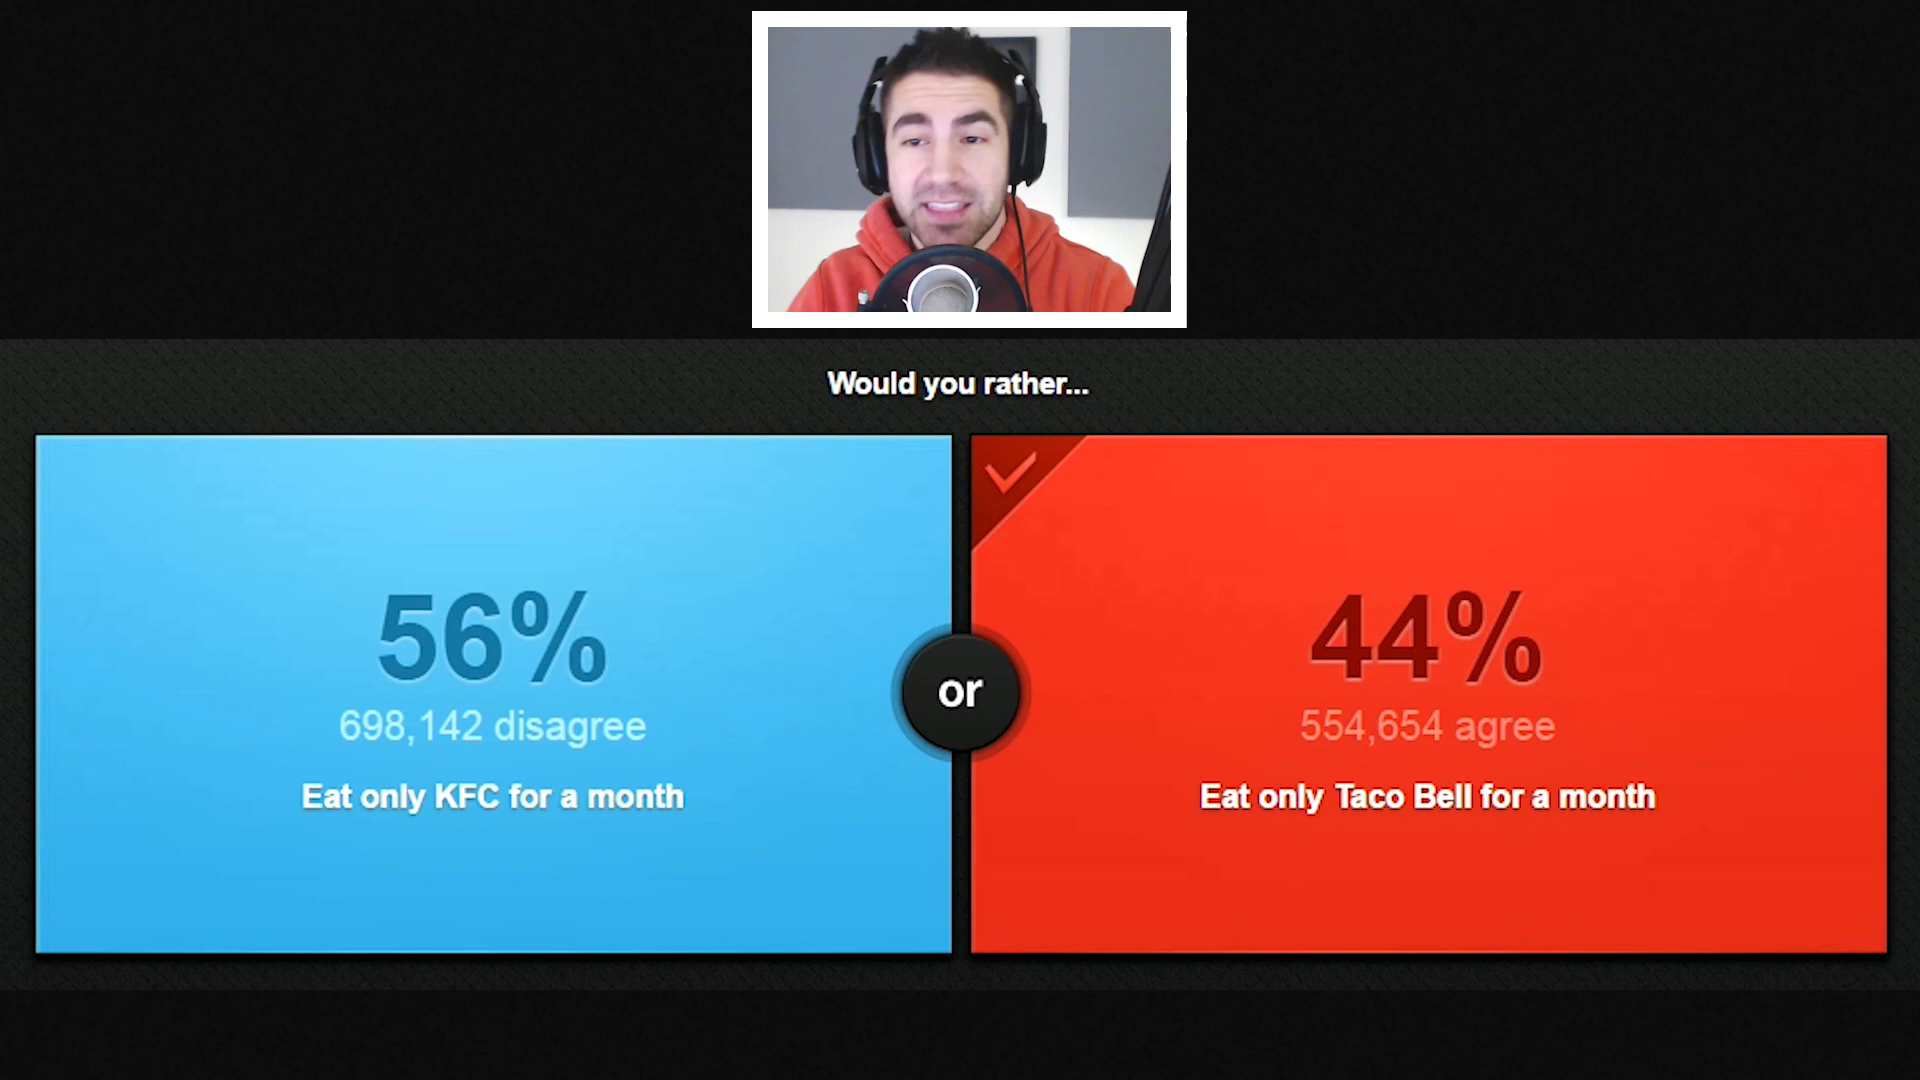 Would you rather...
56%
698,142 disagree
Eat only KFC for a month
or
44%
554,654 agree
Eat only Taco Bell for a month